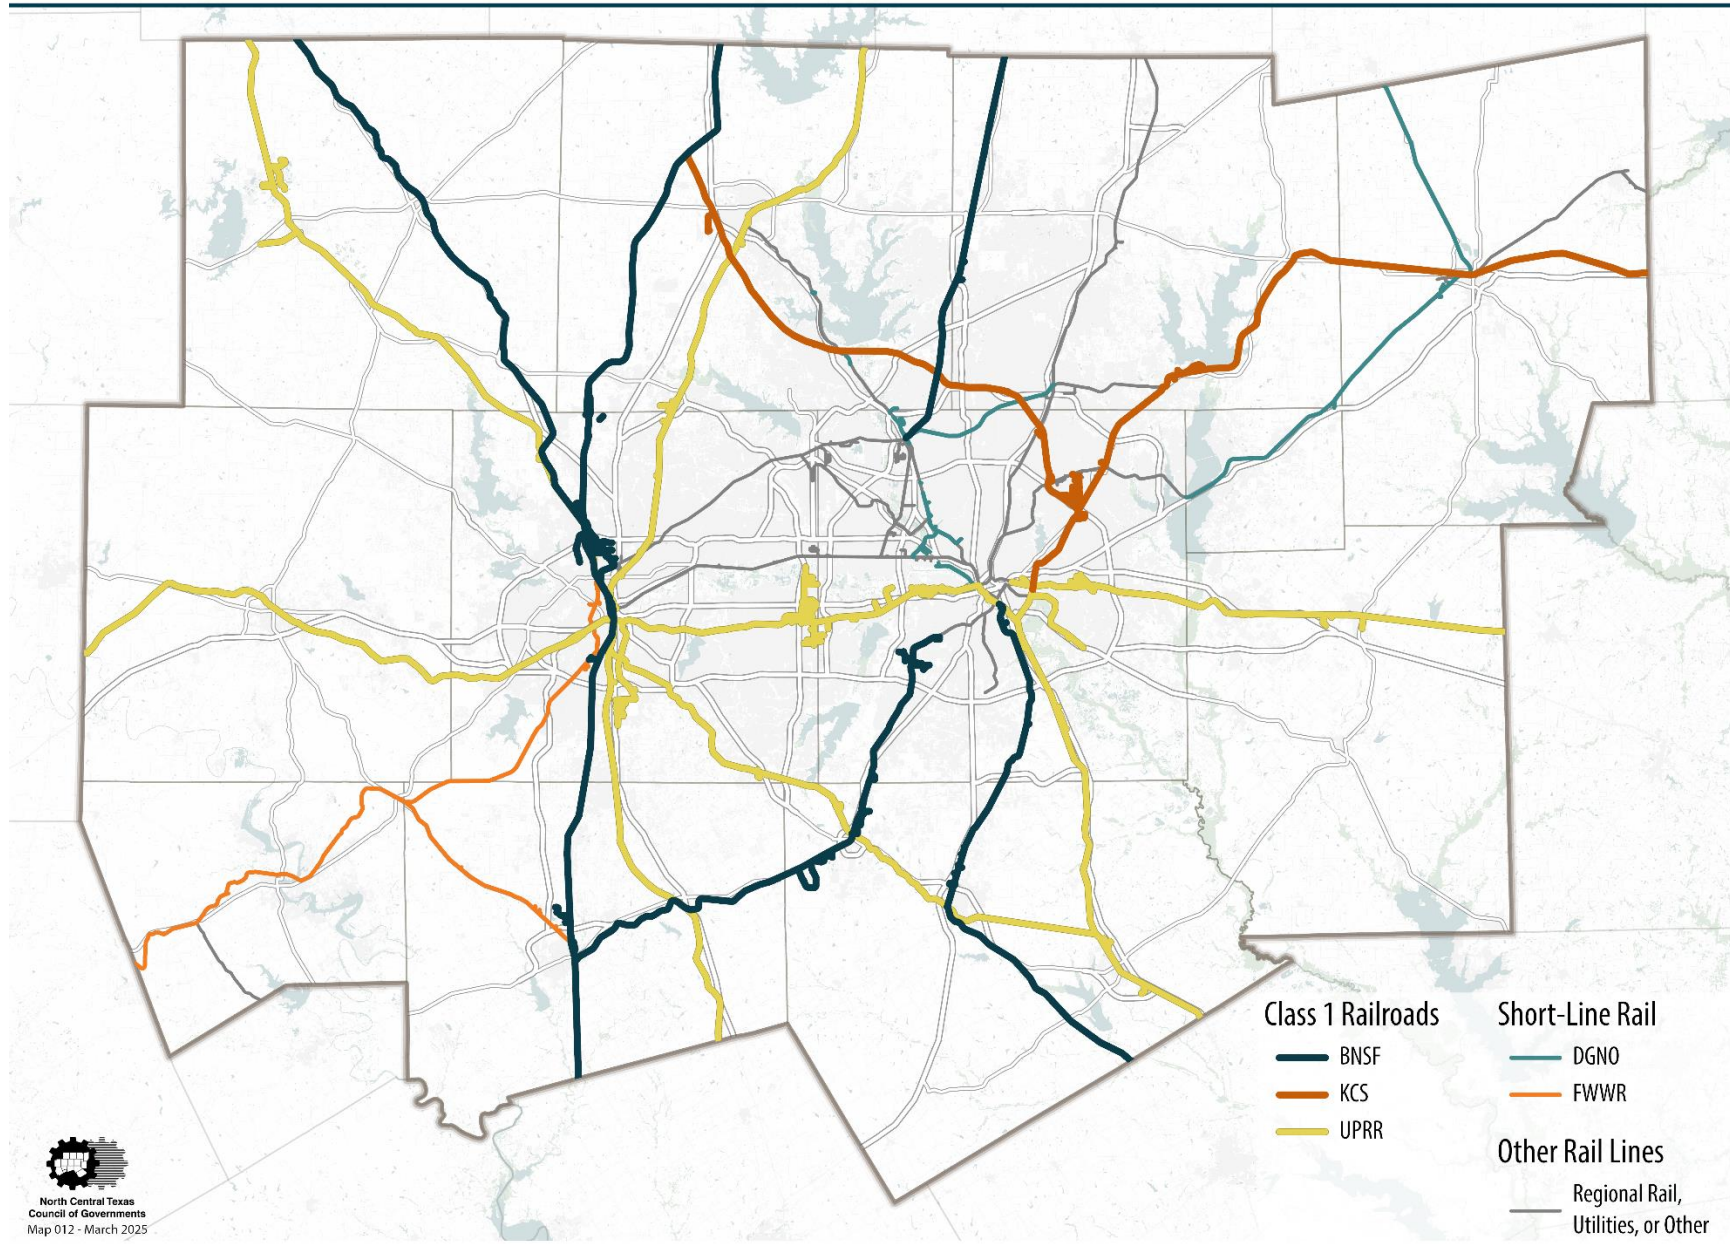 Class 1 Railroads
BNSF
KCS
UPRR
Short-Line Rail
DGNO
FWWR
Other Rail Lines
Regional Rail,
Utilities, or Other
North Central Texas
Council of Governments
Map 012 - March 2025